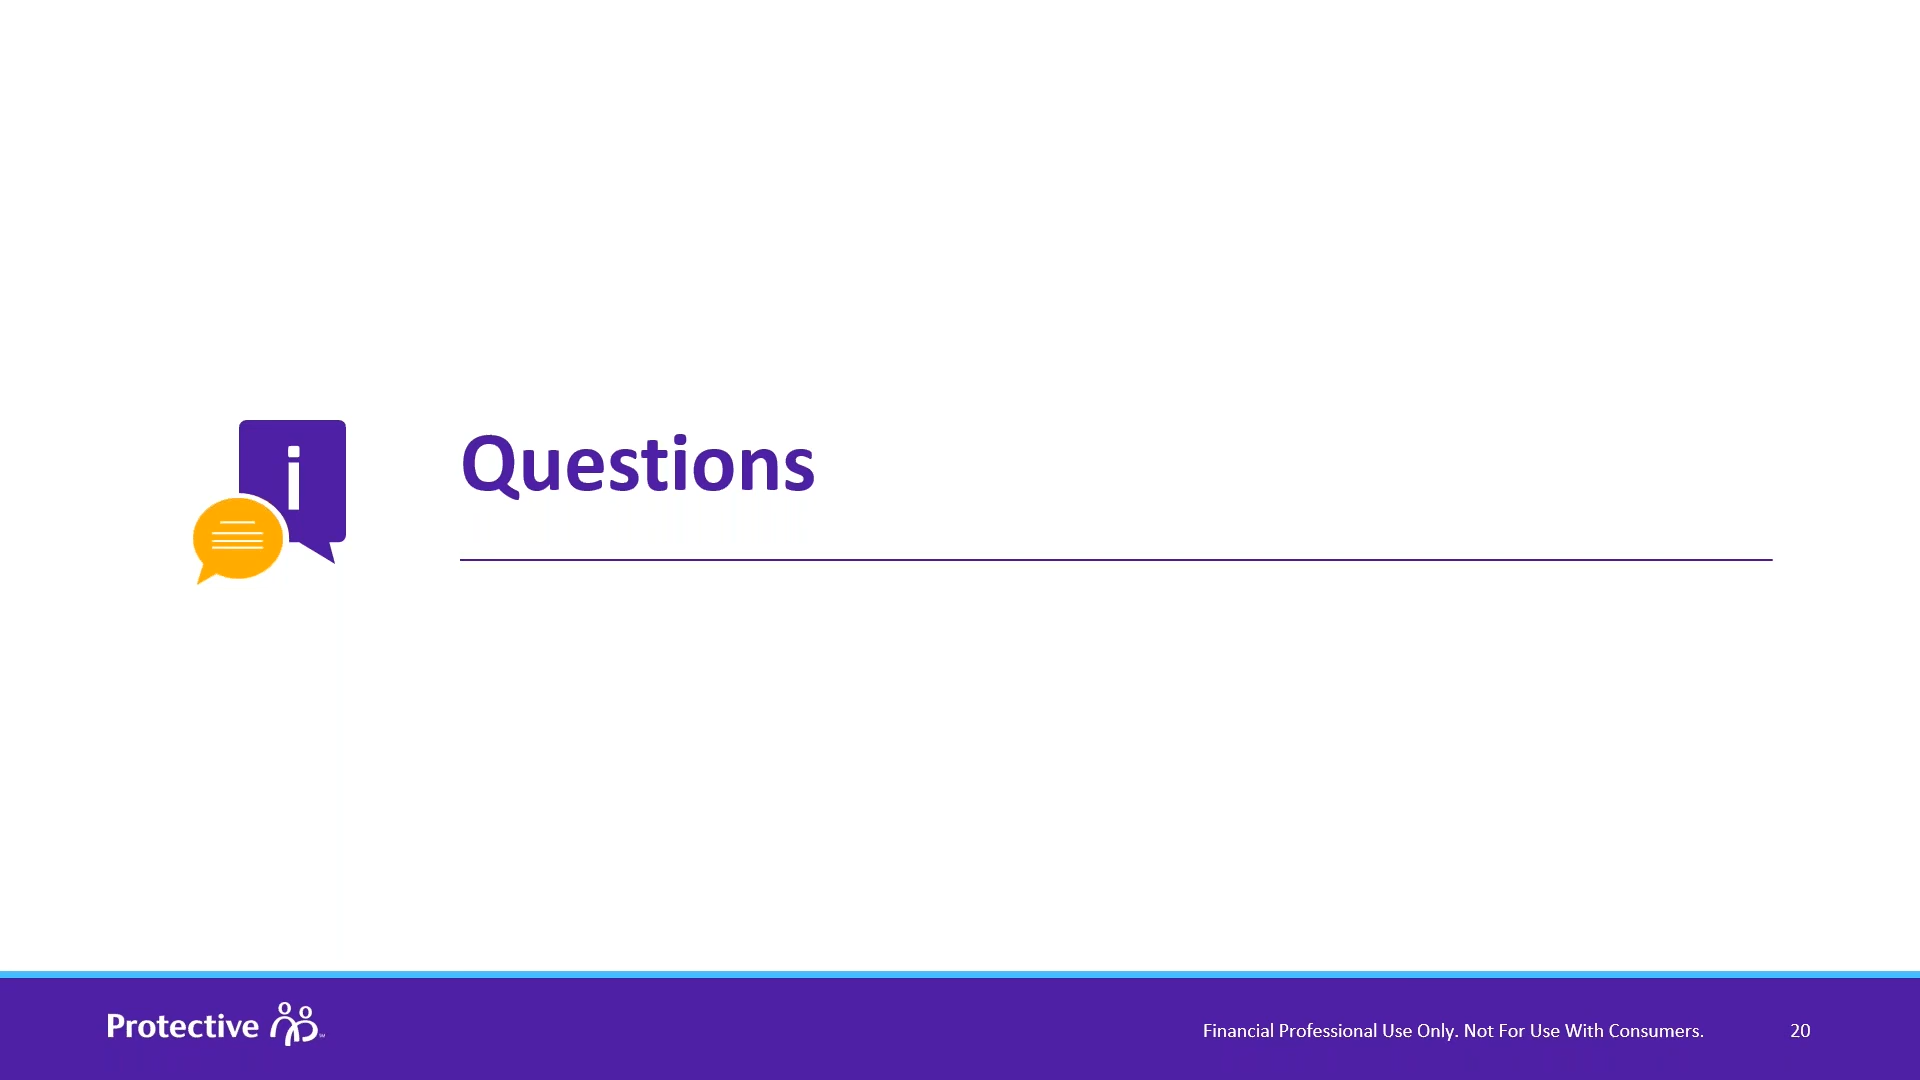 i
Questions
Protective
Financial Professional Use Only. Not For Use With Consumers.
20